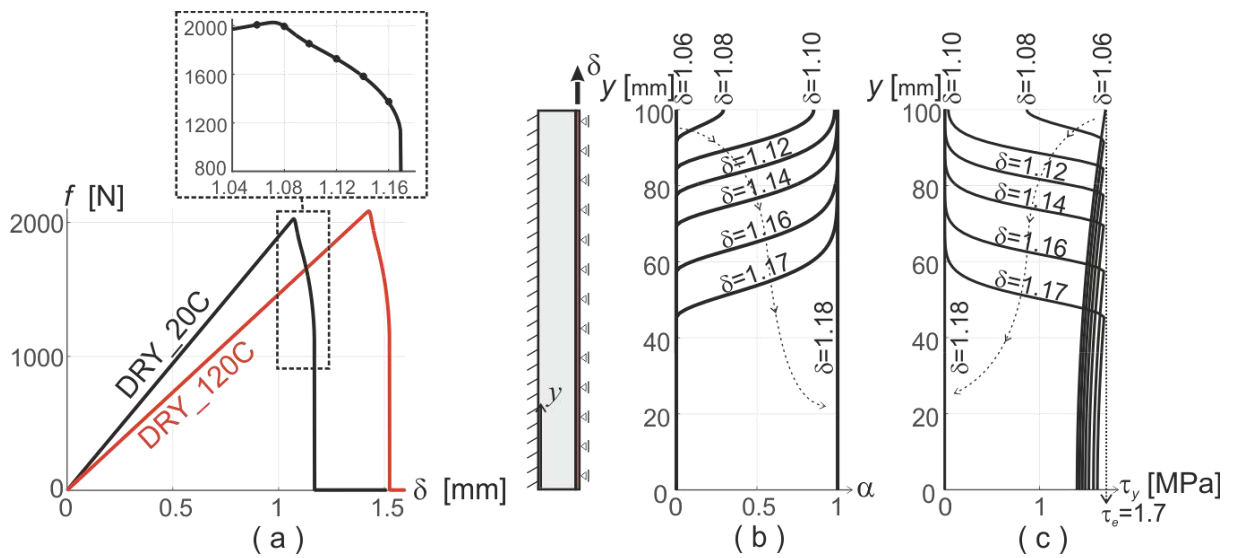 2000
1600
1200
800
1.04
1.08
1.12
1.16
f [N]
2000
1000
0
0
0.5
1
1.5
δ [mm]
DRY_20C
DRY_120C
( a )
δ
y
y [mm]
δ=1.06
δ=1.08
δ=1.10
100
80
60
40
20
0
δ=1.12
δ=1.14
δ=1.16
δ=1.17
δ=1.18
0
0.5
1
α
( b )
y [mm]
δ=1.10
δ=1.08
δ=1.06
100
80
60
40
20
0
δ=1.12
δ=1.14
δ=1.16
δ=1.17
δ=1.18
0
1
τy [MPa]
τe=1.7
( c )